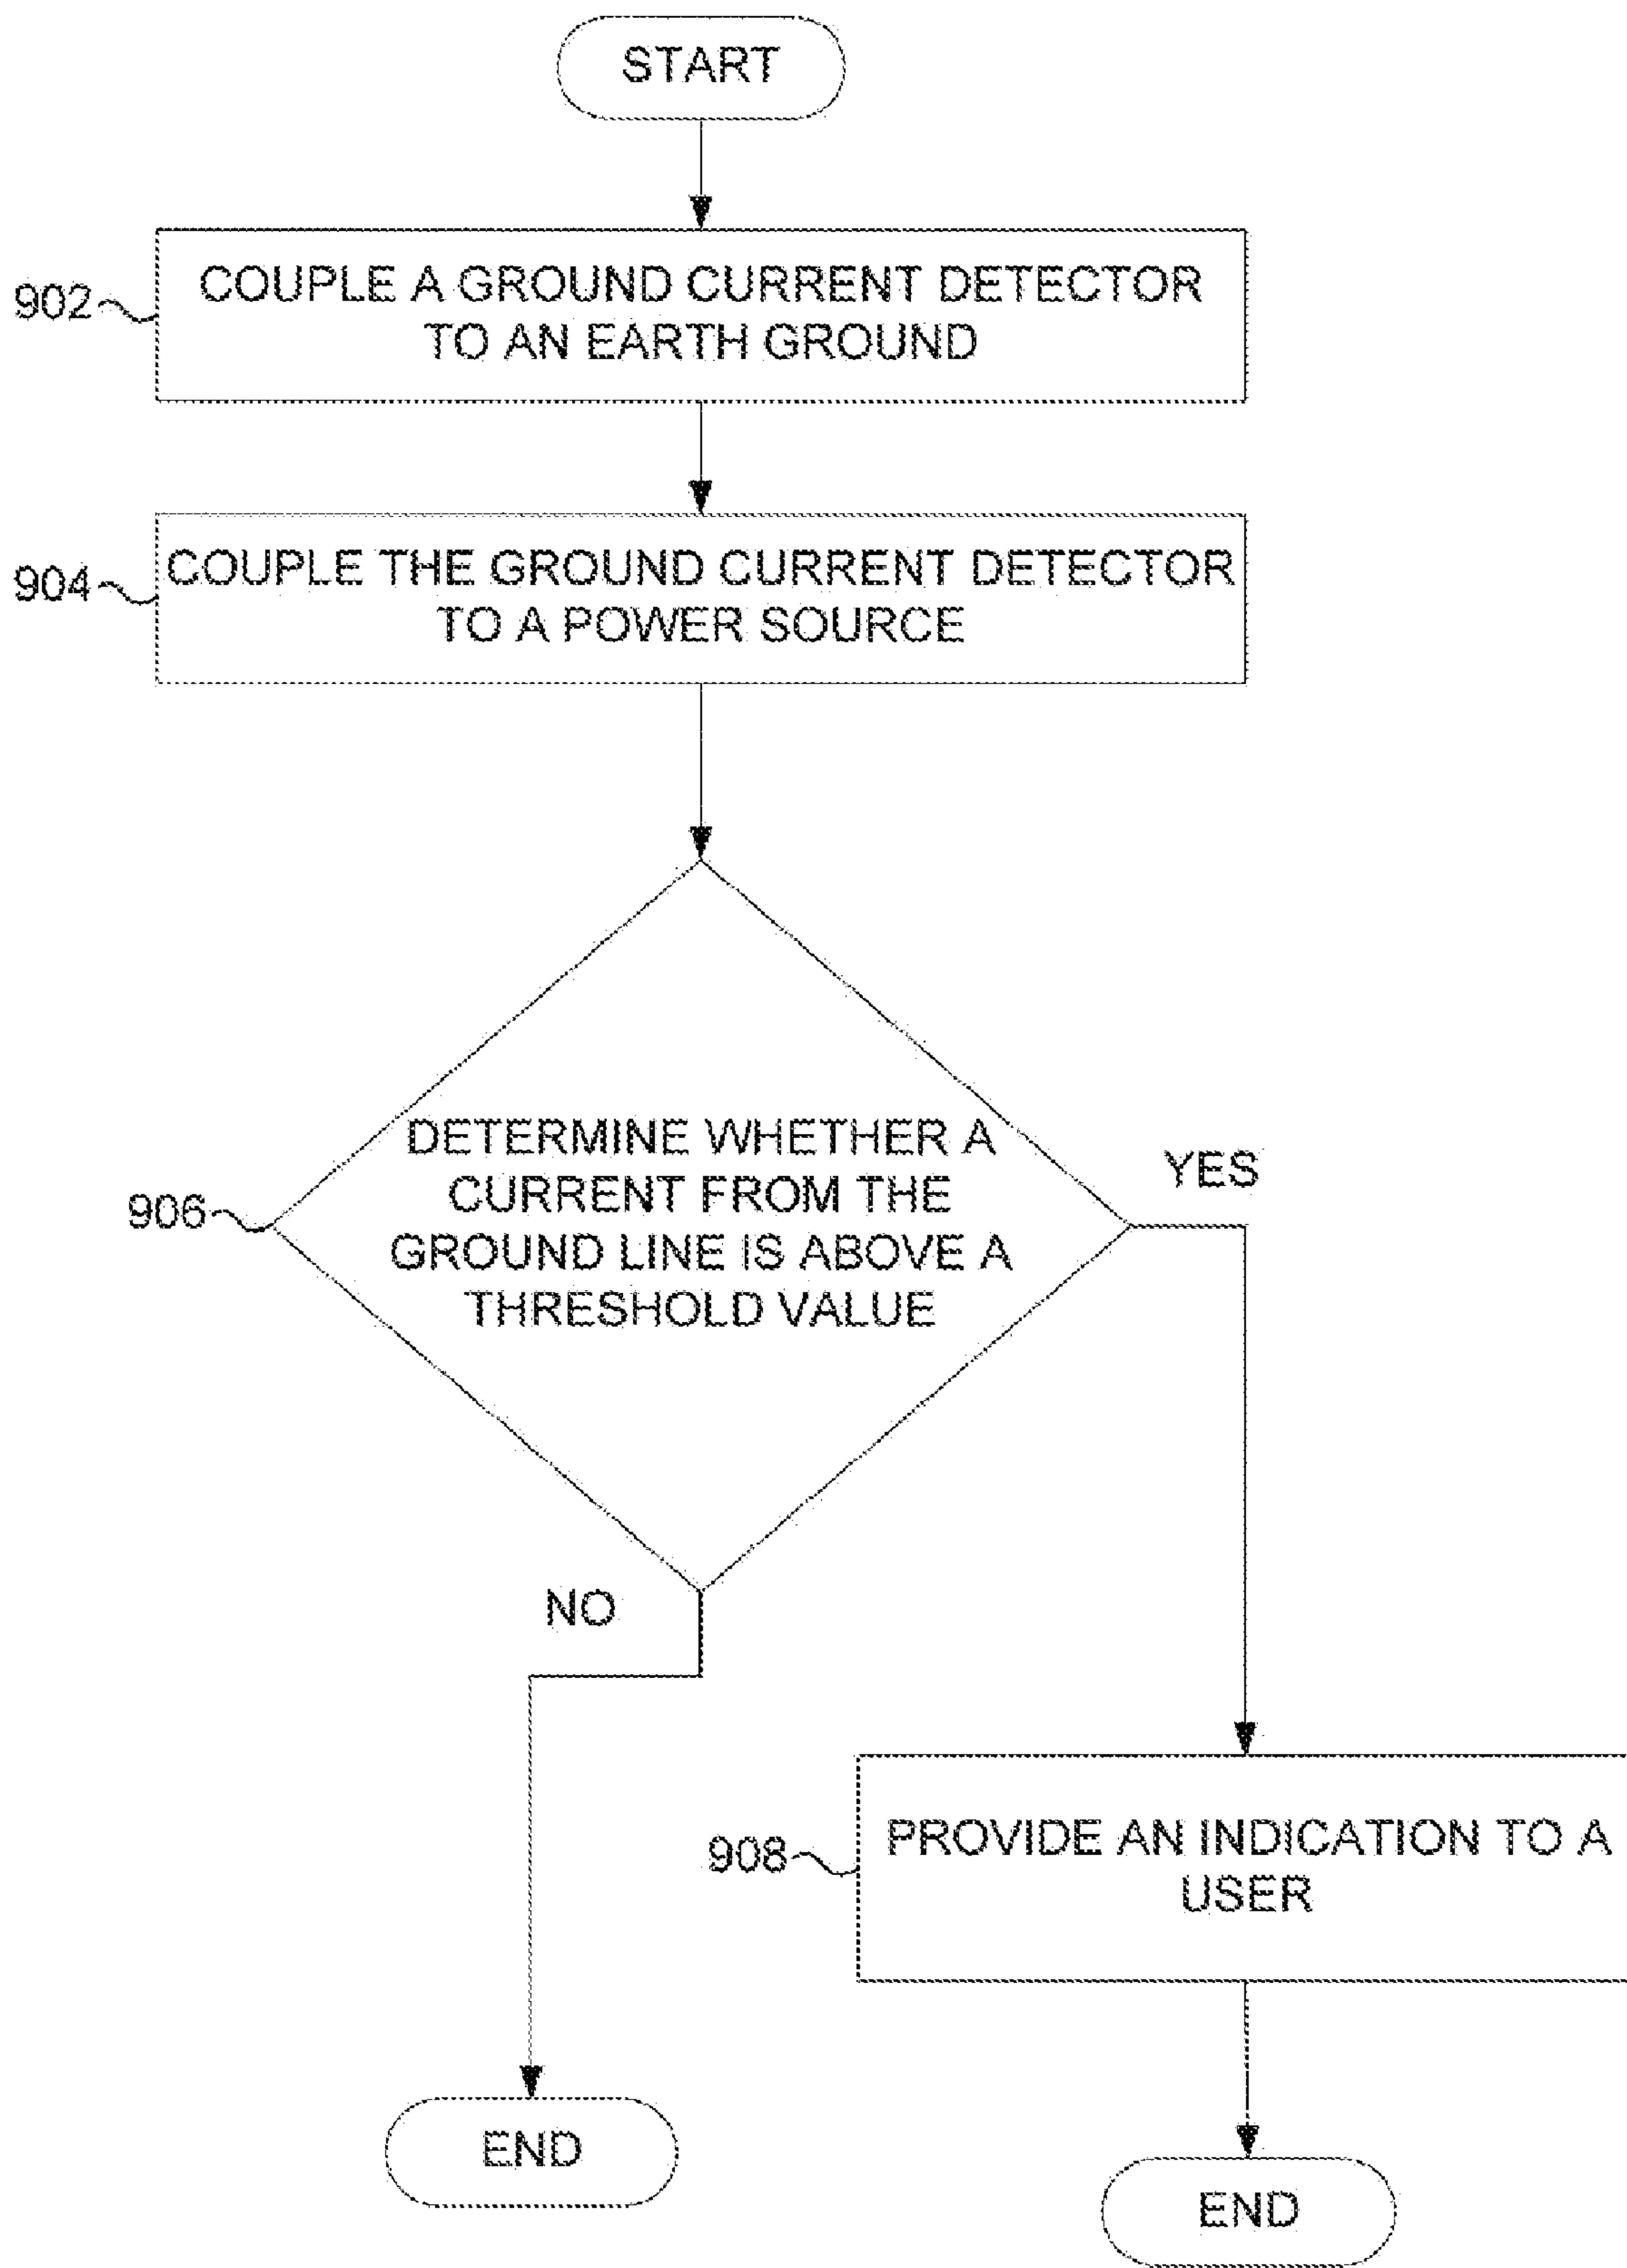 START
902
COUPLE A GROUND CURRENT DETECTOR
TO AN EARTH GROUND
904
COUPLE THE GROUND CURRENT DETECTOR
TO A POWER SOURCE
906
DETERMINE WHETHER A
CURRENT FROM THE
GROUND LINE IS ABOVE A
THRESHOLD VALUE
YES
NO
908
PROVIDE AN INDICATION TO A
USER
END
END